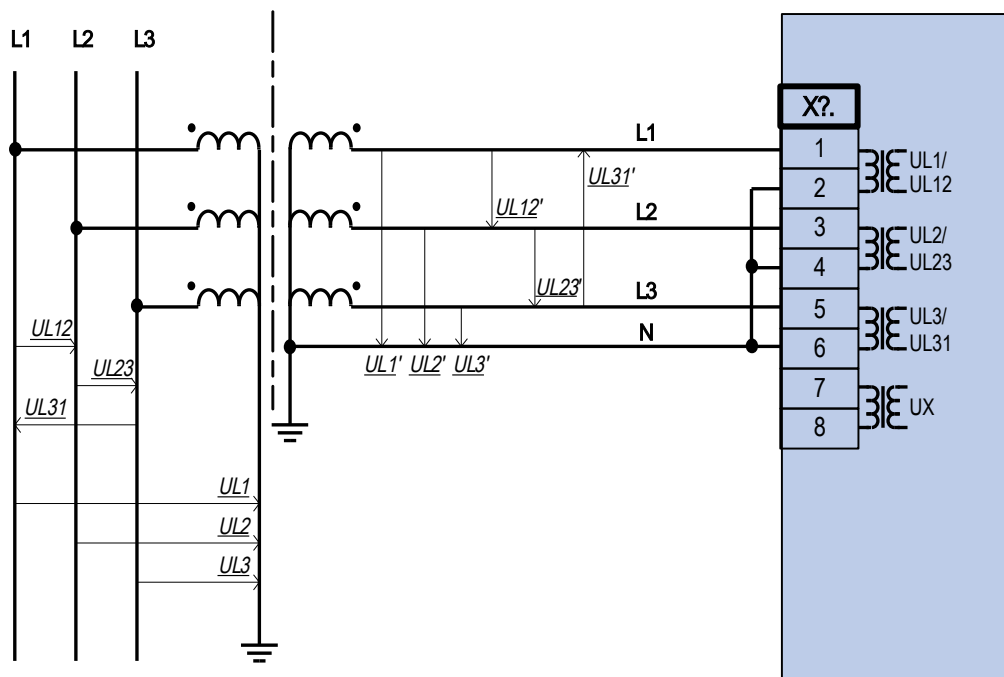 L1 L2 L3
X?.
L1
1
UL1/
UL12
2
UL31'
UL12'
L2
3
UL2/
UL23
4
UL23'
L3
5
UL3/
UL31
UL12
N
6
UL1' UL2' UL3'
UL23
7
UX
UL31
8
UL1
UL2
UL3